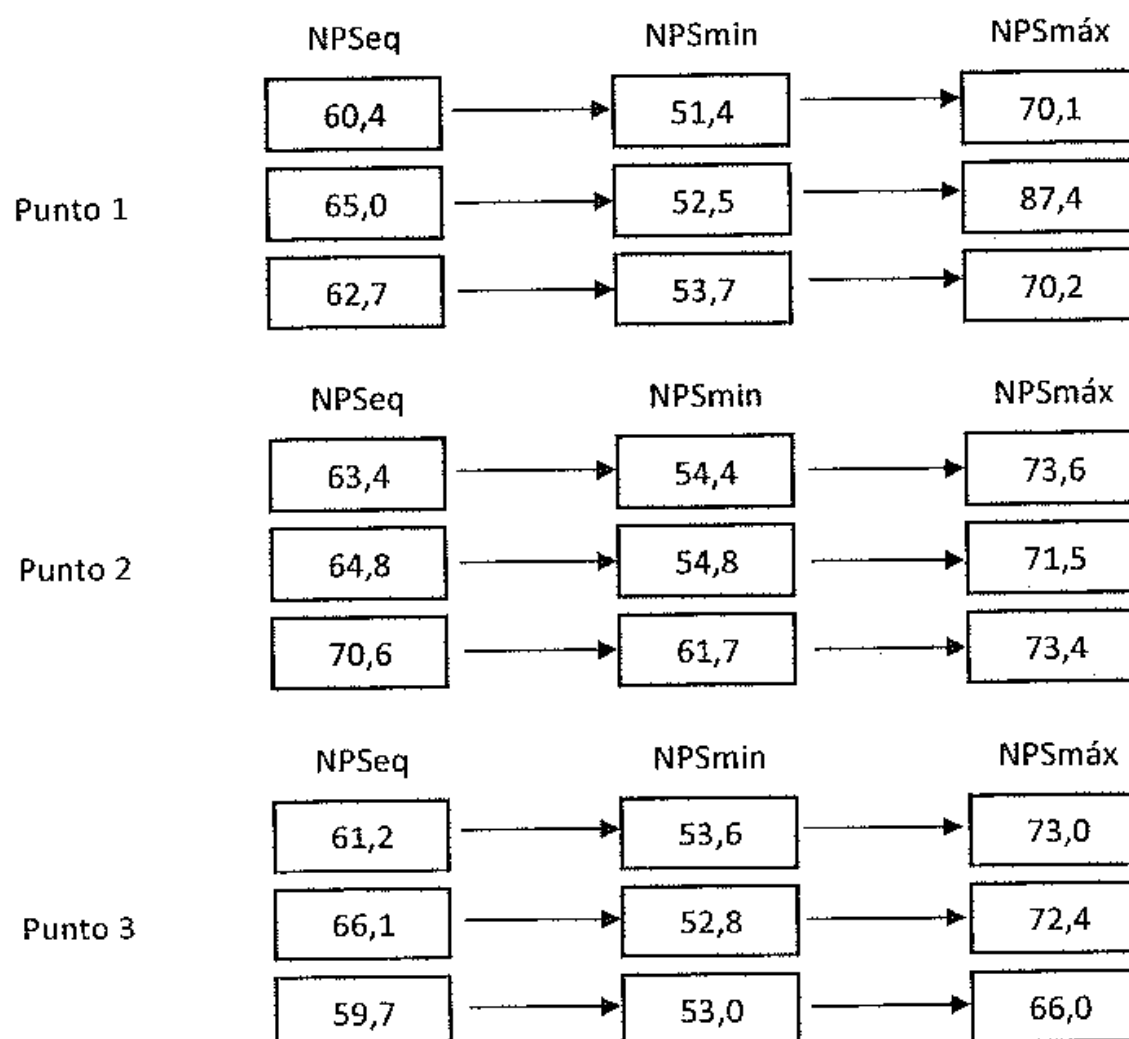 NPSeq NPSmin NPSmáx
60,4 51,4 70,1
Punto 1 65,0 52,5 87,4
62,7 53,7 70,2
NPSeq NPSmin NPSmáx
63,4 54,4 73,6
Punto 2 64,8 54,8 71,5
70,6 61,7 73,4
NPSeq NPSmin NPSmáx
61,2 53,6 73,0
Punto 3 66,1 52,8 72,4
59,7 53,0 66,0